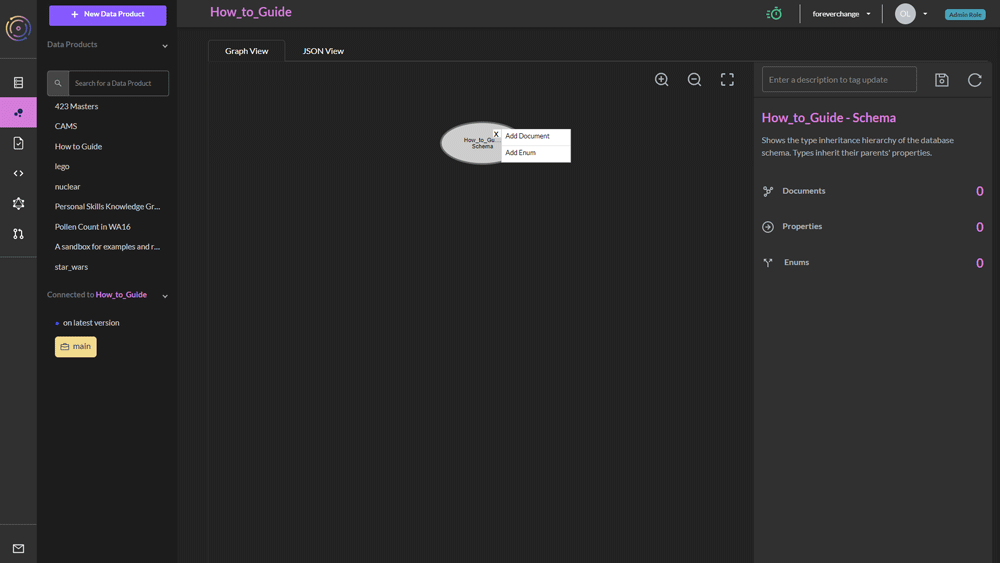 New Data Product
Data Products
Search for a Data Product
423 Masters
CAMS
How to Guide
lego
nuclear
Personal Skills Knowledge Gr...
Pollen Count in WA16
A sandbox for examples and r...
star_wars
Connected to How_to_Guide
on latest version
main
How_to_Guide
foreverchange
OL
Admin Role
Graph View
JSON View
How_to_Gu...
Schema
X
Add Document
Add Enum
Enter a description to tag update
How_to_Guide - Schema
Shows the type inheritance hierarchy of the database
schema. Types inherit their parents' properties.
Documents 0
Properties 0
Enums 0